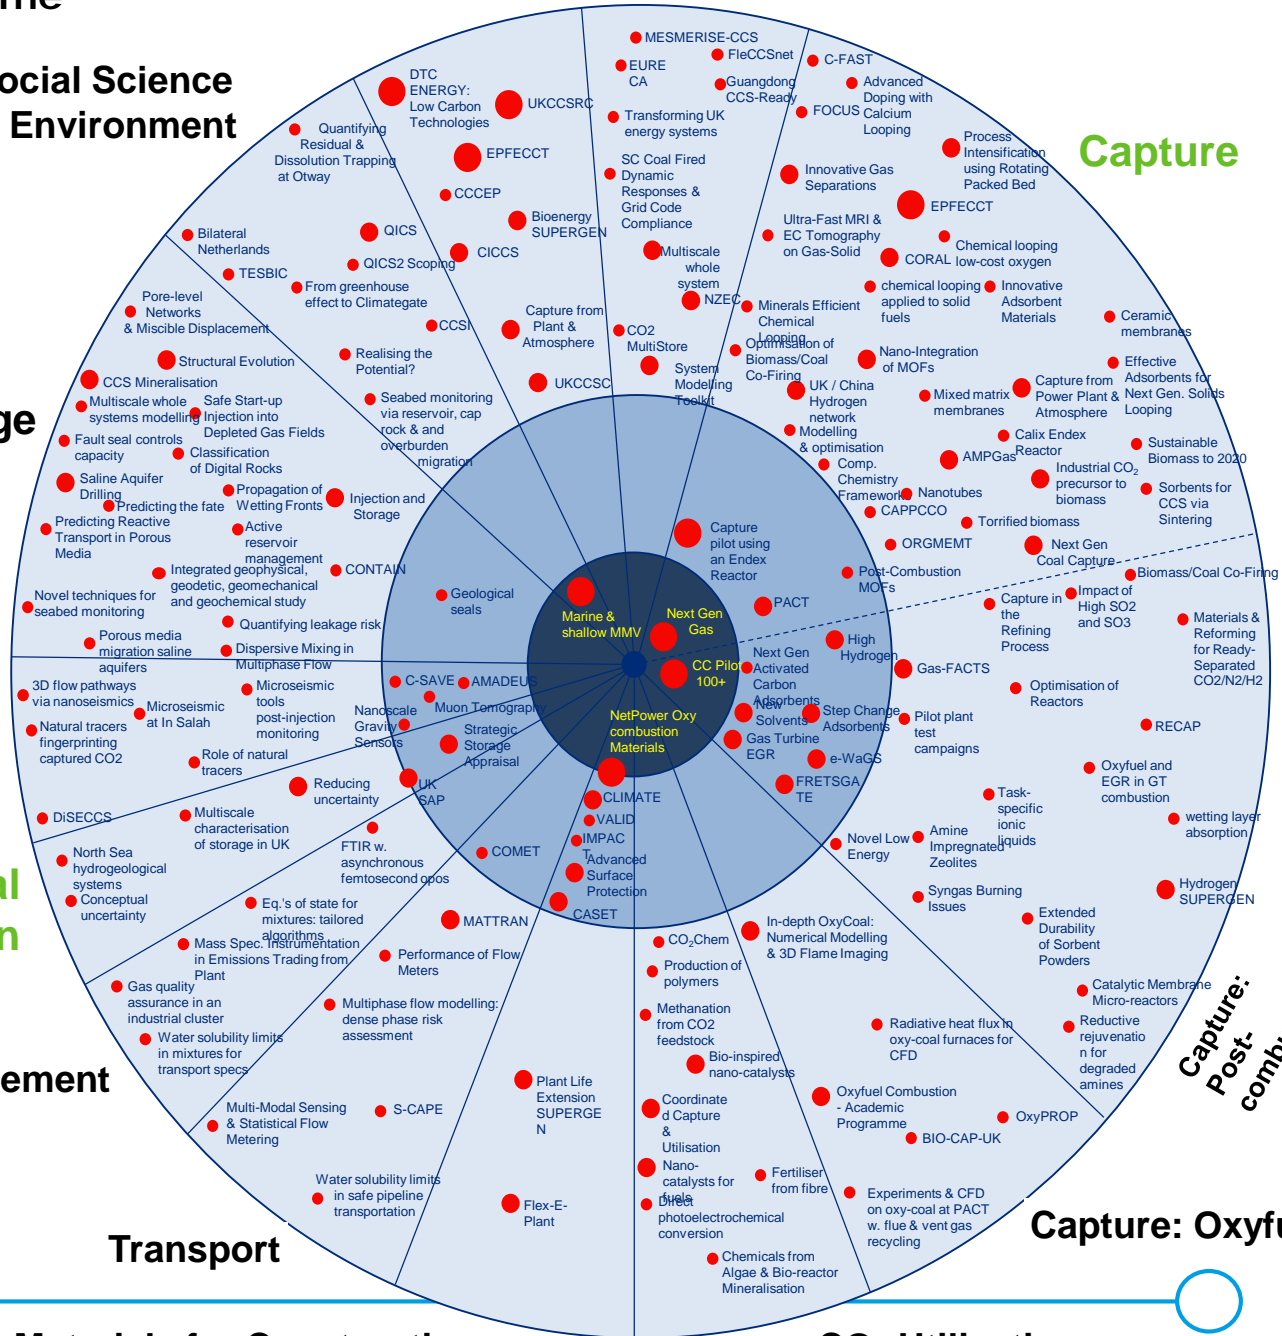 ocial Science
Environment
Capture
ge
al
n
ement
Transport
Capture: Oxyfu
Capture:
Post-
MESMERISE-CCS
FleCCSnet
EURE
CA
Guangdong
CCS-Ready
Transforming UK
energy systems
SC Coal Fired
Dynamic
Responses &
Grid Code
Compliance
Multiscale
whole
system
NZEC
CO2
MultiStore
System
Modelling
Toolkit
DTC
ENERGY:
Low Carbon
Technologies
UKCCSRC
EPFECCT
CCCEP
Bioenergy
SUPERGEN
CICCS
Capture from
Plant &
Atmosphere
UKCCSC
Quantifying
Residual &
Dissolution Trapping
at Otway
QICS
QICS2 Scoping
Bilateral
Netherlands
TESBIC
From greenhouse
effect to Climategate
CCSI
Realising the
Potential?
Seabed monitoring
via reservoir, cap
rock & and
overburden
migration
Pore-level
Networks
& Miscible Displacement
Structural Evolution
CCS Mineralisation
Multiscale whole
systems modelling
Safe Start-up
Injection into
Depleted Gas Fields
Fault seal controls
capacity
Classification
of Digital Rocks
Saline Aquifer
Drilling
Propagation of
Wetting Fronts
Injection and
Storage
Predicting the fate
Predicting Reactive
Transport in Porous
Media
Active
reservoir
management
Integrated geophysical,
geodetic, geomechanical
and geochemical study
CONTAIN
Novel techniques for
seabed monitoring
Quantifying leakage risk
Porous media
migration saline
aquifers
Dispersive Mixing in
Multiphase Flow
Geological
seals
3D flow pathways
via nanoseismics
Microseismic
tools
post-injection
monitoring
Microseismic
at In Salah
Natural tracers
fingerprinting
captured CO2
Role of natural
tracers
C-SAVE
AMADEUS
Muon Tomography
Nanoscale
Gravity
Sensors
Strategic
Storage
Appraisal
UK
SAP
Reducing
uncertainty
DiSECCS
Multiscale
characterisation
of storage in UK
North Sea
hydrogeological
systems
Conceptual
uncertainty
FTIR w.
asynchronous
femtosecond opos
Eq.'s of state for
mixtures: tailored
algorithms
Mass Spec. Instrumentation
in Emissions Trading from
Plant
Gas quality
assurance in an
industrial cluster
Water solubility limits
in mixtures for
transport specs
COMET
MATTRAN
Performance of Flow
Meters
Multiphase flow modelling:
dense phase risk
assessment
Multi-Modal Sensing
& Statistical Flow
Metering
S-CAPE
Water solubility limits
in safe pipeline
transportation
CLIMATE
VALID
IMPAC
T
Advanced
Surface
Protection
CASET
Plant Life
Extension
SUPERGE
N
Flex-E-
Plant
CO2Chem
Production of
polymers
Methanation
from CO2
feedstock
Bio-inspired
nano-catalysts
Coordinate
d Capture
&
Utilisation
Nano-
catalysts for
fuels
Direct
photoelectrochemical
conversion
Fertiliser
from fibre
Chemicals from
Algae & Bio-reactor
Mineralisation
In-depth OxyCoal:
Numerical Modelling
& 3D Flame Imaging
Radiative heat flux in
oxy-coal furnaces for
CFD
Oxyfuel Combustion
- Academic
Programme
OxyPROP
BIO-CAP-UK
Experiments & CFD
on oxy-coal at PACT
w. flue & vent gas
recycling
Marine &
shallow MMV
Next Gen
Gas
CC Pilot
100+
NetPower Oxy
combustion
Materials
Capture
pilot using
an Endex
Reactor
PACT
Post-Combustion
MOFs
High
Hydrogen
Next Gen
Activated
Carbon
Adsorbents
New
Solvents
Step Change
Adsorbents
Gas Turbine
EGR
e-WaGS
FRETSGA
TE
C-FAST
Advanced
Doping with
Calcium
Looping
FOCUS
Process
Intensification
using Rotating
Packed Bed
Innovative Gas
Separations
EPFECCT
Ultra-Fast MRI &
EC Tomography
on Gas-Solid
Chemical looping
low-cost oxygen
CORAL
chemical looping
applied to solid
fuels
Innovative
Adsorbent
Materials
Minerals Efficient
Chemical
Looping
Ceramic
membranes
Optimisation of
Biomass/Coal
Co-Firing
Nano-Integration
of MOFs
Effective
Adsorbents for
Next Gen. Solids
Looping
UK / China
Hydrogen
network
Mixed matrix
membranes
Capture from
Power Plant &
Atmosphere
Modelling
& optimisation
Calix Endex
Reactor
Sustainable
Biomass to 2020
Comp.
Chemistry
Framework
AMPGas
Industrial CO2
precursor to
biomass
Nanotubes
Sorbents for
CCS via
Sintering
CAPPCCO
Torrified biomass
ORGMEMT
Next Gen
Coal Capture
Biomass/Coal Co-Firing
Capture in
the
Refining
Process
Impact of
High SO2
and SO3
Materials &
Reforming
for Ready-
Separated
CO2/N2/H2
Gas-FACTS
Optimisation of
Reactors
Pilot plant
test
campaigns
RECAP
Oxyfuel and
EGR in GT
combustion
Task-
specific
ionic
liquids
wetting layer
absorption
Novel Low
Energy
Amine
Impregnated
Zeolites
Syngas Burning
Issues
Hydrogen
SUPERGEN
Extended
Durability
of Sorbent
Powders
Catalytic Membrane
Micro-reactors
Reductive
rejuvenatio
n for
degraded
amines